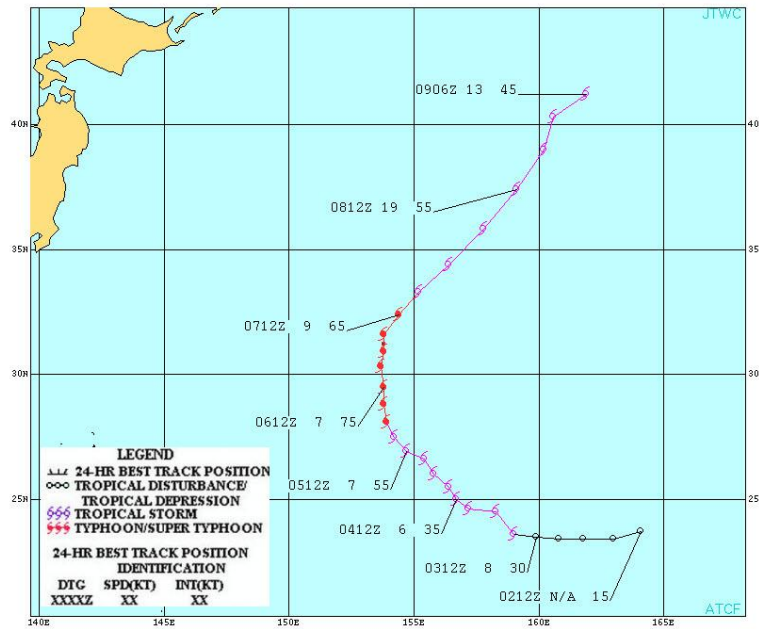 JTWC
0906Z 13 45
40N
40
0812Z 19 55
35N
35
0712Z 9 65
30N
30
0612Z 7 75
LEGEND
24-HR BEST TRACK POSITION
TROPICAL DISTURBANCE/
TROPICAL DEPRESSION
TROPICAL STORM
TYPHOON/SUPER TYPHOON
0512Z 7 55
25
0412Z 6 35
24-HR BEST TRACK POSITION
IDENTIFICATION
DTG SPD(KT) INT(KT)
XXXXZ XX XX
0312Z 8 30
0212Z N/A 15
ATCF
140E 145E 150E 155E 160E 165E